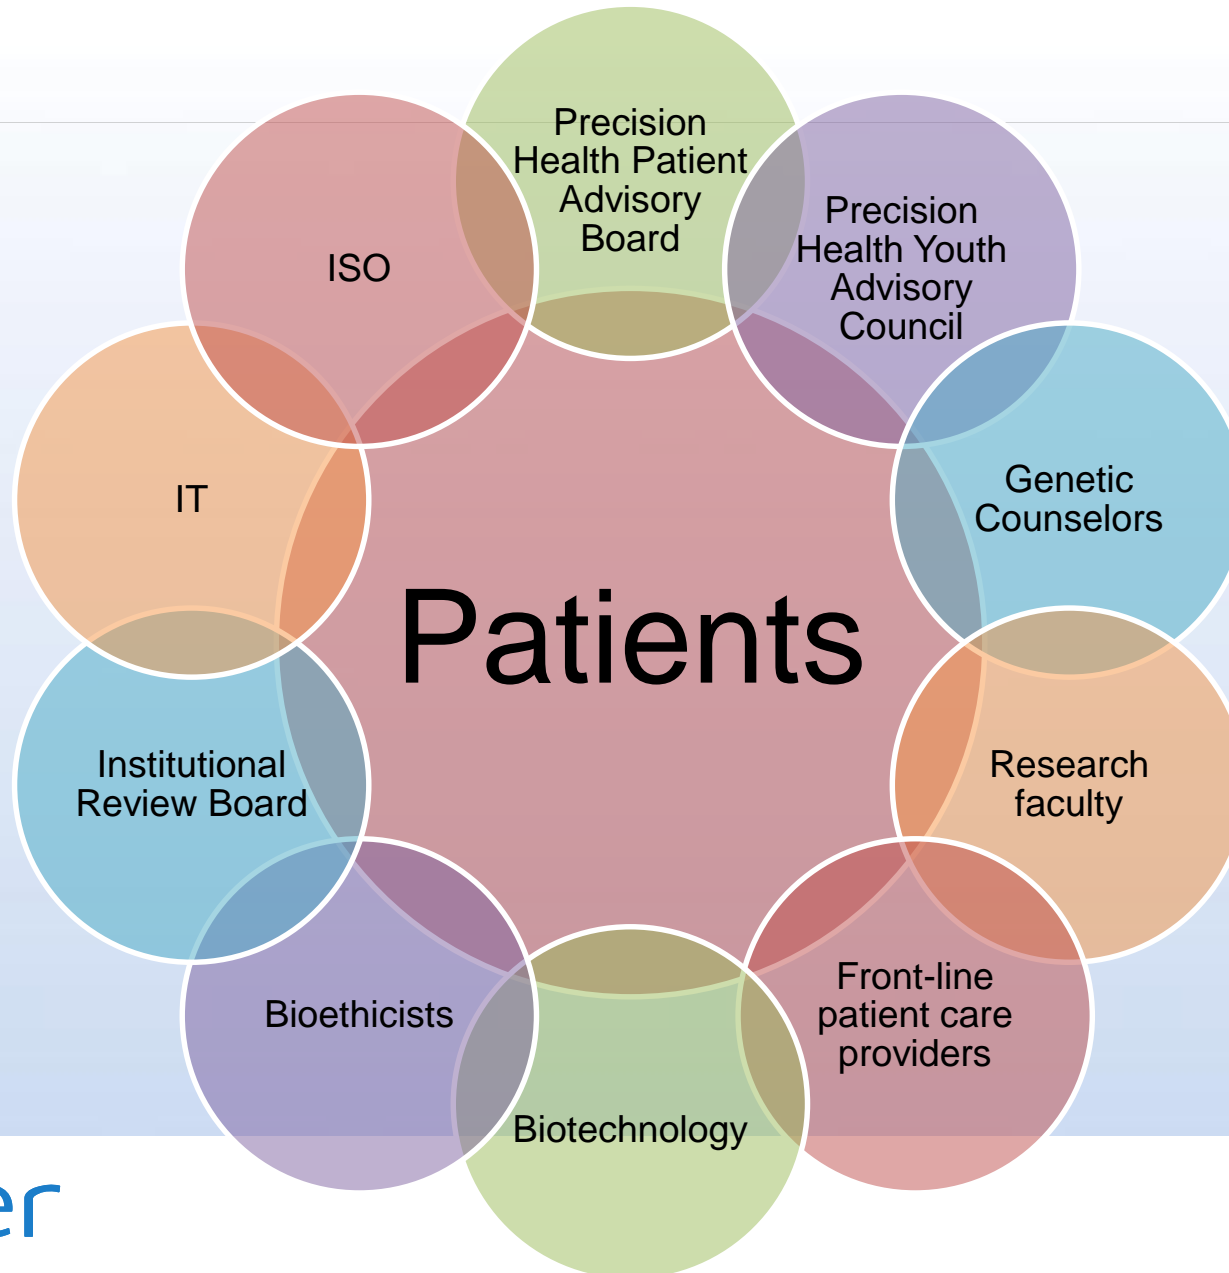 Precision
Health Patient
Advisory
Board
Precision
Health Youth
Advisory
Council
ISO
Genetic
Counselors
IT
Patients
Institutional
Review Board
Research
faculty
Front-line
patient care
providers
Bioethicists
Biotechnology